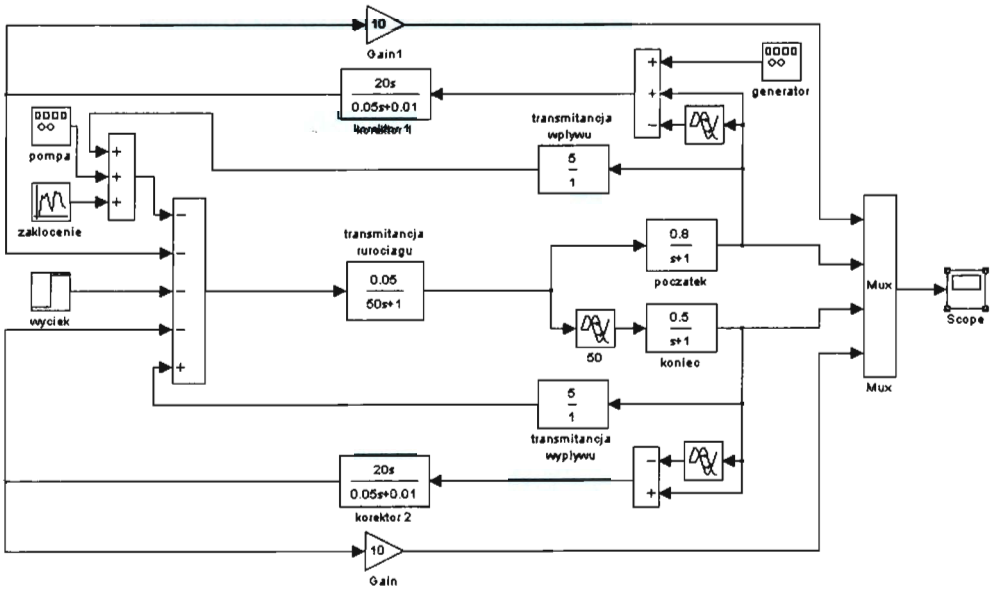 10
Gain1
20s
0.05s+0.01
korektor 1
+
+
−
generator
pompa
+
+
+
zaklocenie
transmitancja
wplywu
5
1
−
−
−
−
+
wyciek
transmitancja
rurociagu
0.05
50s+1
0.8
s+1
poczatek
50
0.5
s+1
koniec
Mux
Mux
Scope
5
1
transmitancja
wyplywu
−
+
20s
0.05s+0.01
korektor 2
10
Gain